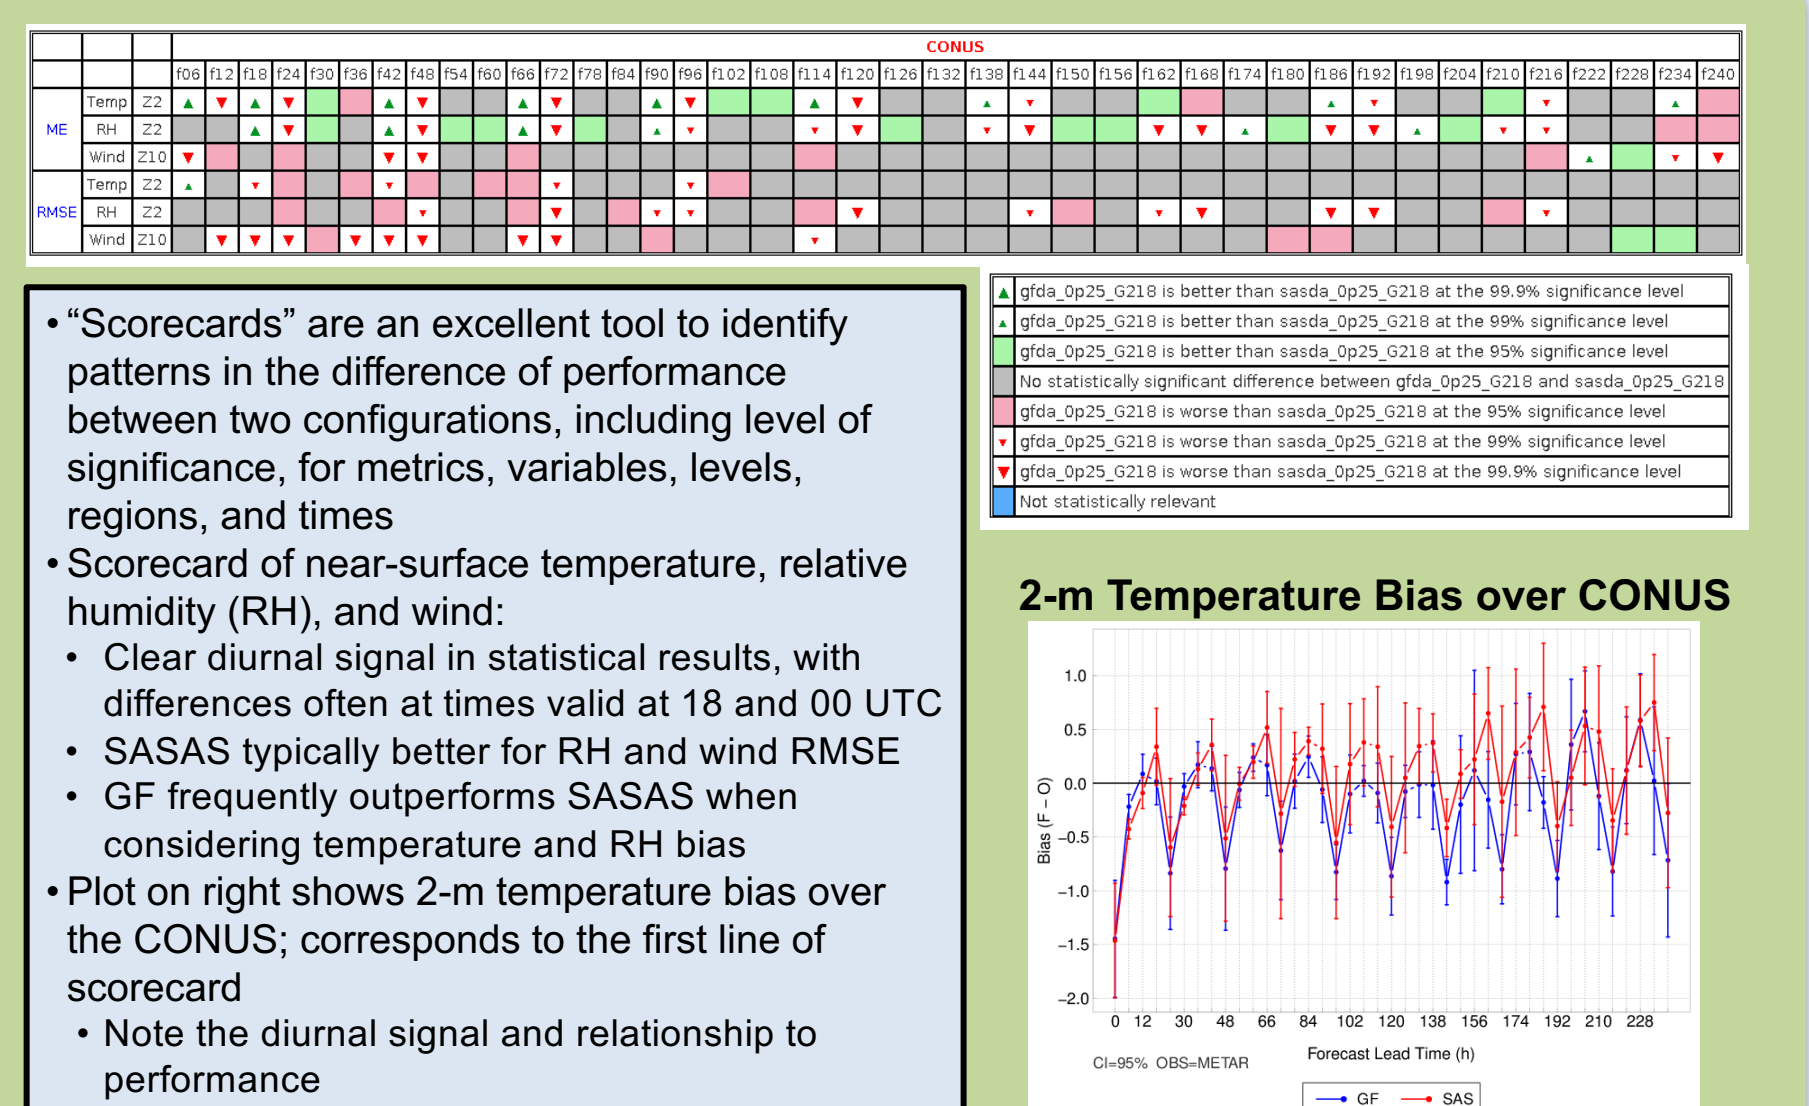 CONUS
f06 f12 f18 f24 f30 f36 f42 f48 f54 f60 f66 f72 f78 f84 f90 f96 f102 f108 f114 f120 f126 f132 f138 f144 f150 f156 f162 f168 f174 f180 f186 f192 f198 f204 f210 f216 f222 f228 f234 f240
Temp Z2
ME RH Z2
Wind Z10
Temp Z2
RMSE RH Z2
Wind Z10
gfda_0p25_G218 is better than sasda_0p25_G218 at the 99.9% significance level
gfda_0p25_G218 is better than sasda_0p25_G218 at the 99% significance level
gfda_0p25_G218 is better than sasda_0p25_G218 at the 95% significance level
No statistically significant difference between gfda_0p25_G218 and sasda_0p25_G218
gfda_0p25_G218 is worse than sasda_0p25_G218 at the 95% significance level
gfda_0p25_G218 is worse than sasda_0p25_G218 at the 99% significance level
gfda_0p25_G218 is worse than sasda_0p25_G218 at the 99.9% significance level
Not statistically relevant
• “Scorecards” are an excellent tool to identify
patterns in the difference of performance
between two configurations, including level of
significance, for metrics, variables, levels,
regions, and times
• Scorecard of near-surface temperature, relative
humidity (RH), and wind:
• Clear diurnal signal in statistical results, with
differences often at times valid at 18 and 00 UTC
• SASAS typically better for RH and wind RMSE
• GF frequently outperforms SASAS when
considering temperature and RH bias
• Plot on right shows 2-m temperature bias over
the CONUS; corresponds to the first line of
scorecard
• Note the diurnal signal and relationship to
performance
2-m Temperature Bias over CONUS
Bias (F – O)
1.0
0.5
0.0
−0.5
−1.0
−1.5
−2.0
0 12 30 48 66 84 102 120 138 156 174 192 210 228
Forecast Lead Time (h)
CI=95% OBS=METAR
GF SAS